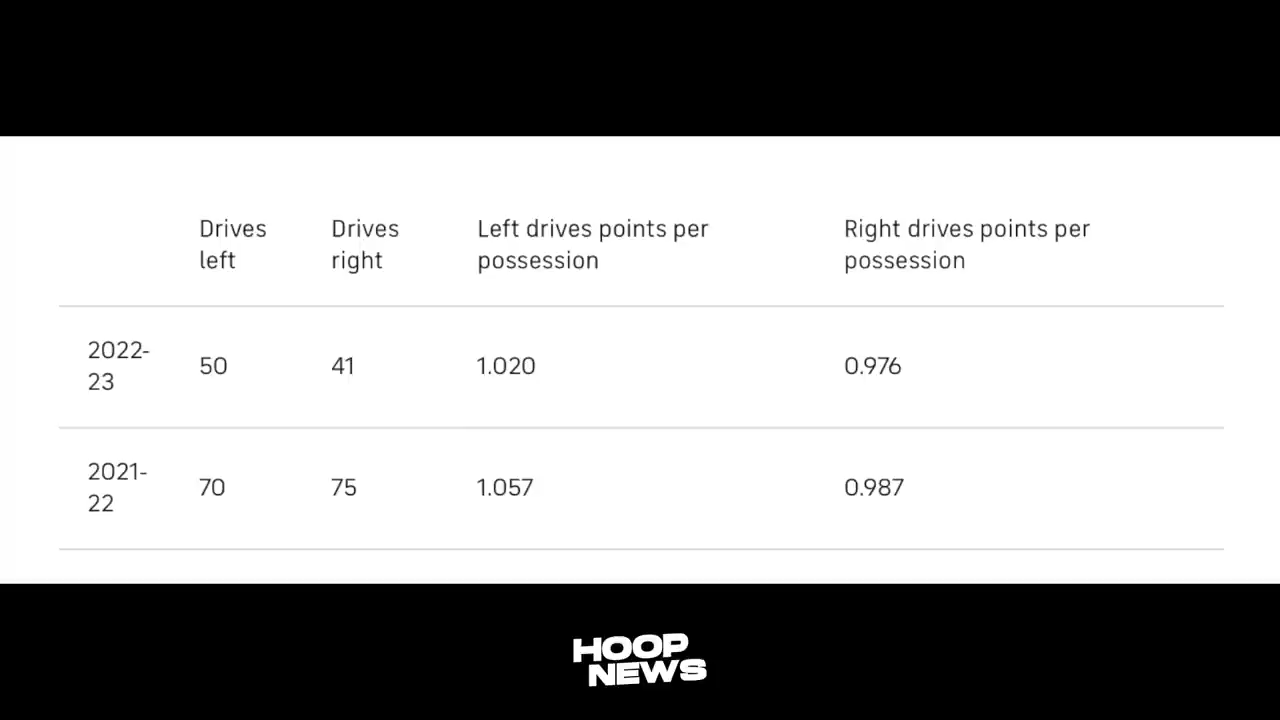 Drives Drives Left drives points per Right drives points per
left right possession possession
2022-
23 50 41 1.020 0.976
2021-
22 70 75 1.057 0.987
HOOP
NEWS